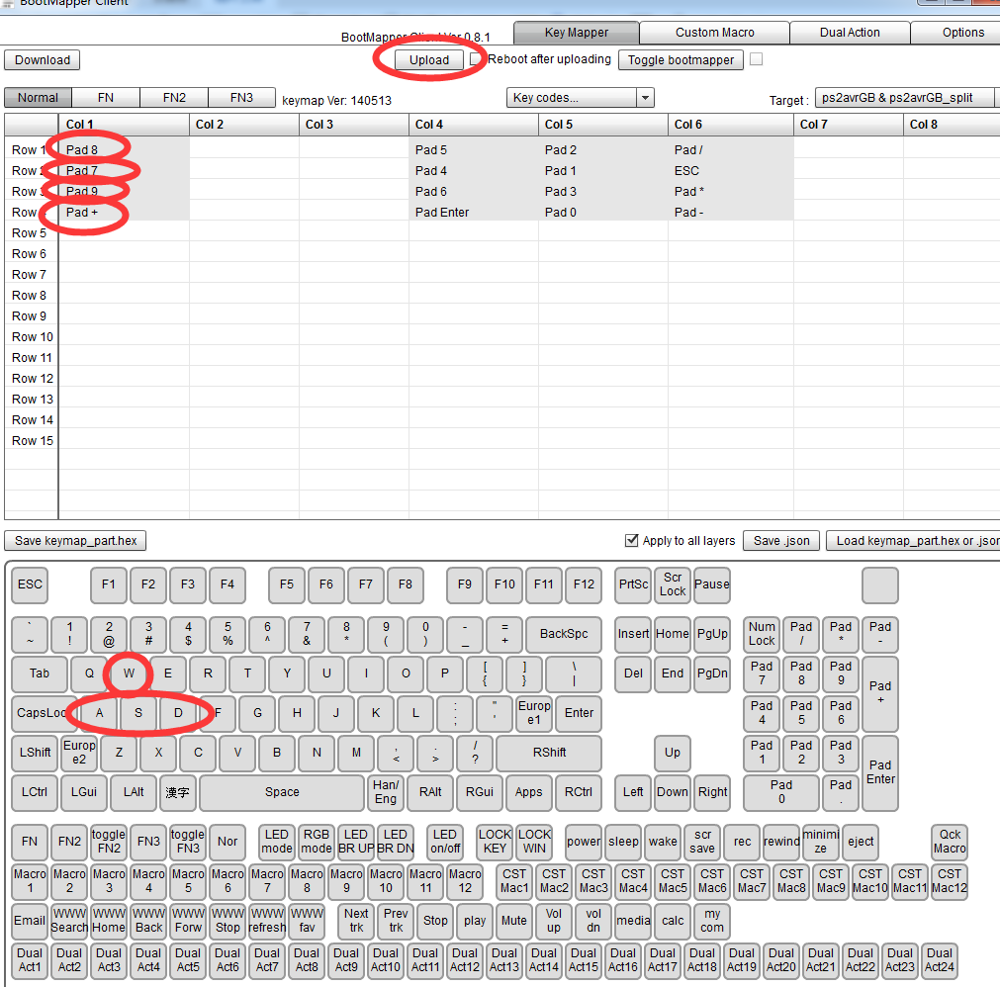 BootMapper Client
BootMapper Client Ver 0.8.1
Key Mapper Custom Macro Dual Action Options
Download Upload Reboot after uploading Toggle bootmapper
Normal FN FN2 FN3 keymap Ver: 140513 Key codes... Target : ps2avrGB & ps2avrGB_split
Col 1 Col 2 Col 3 Col 4 Col 5 Col 6 Col 7 Col 8
Row 1 Pad 8 Pad 5 Pad 2 Pad /
Row 2 Pad 7 Pad 4 Pad 1 ESC
Row 3 Pad 9 Pad 6 Pad 3 Pad *
Row 4 Pad + Pad Enter Pad 0 Pad -
Row 5
Row 6
Row 7
Row 8
Row 9
Row 10
Row 11
Row 12
Row 13
Row 14
Row 15
Save keymap_part.hex Apply to all layers Save .json Load keymap_part.hex or .jsor
ESC F1 F2 F3 F4 F5 F6 F7 F8 F9 F10 F11 F12 PrtSc Scr Lock Pause
` ~ 1 ! 2 @ 3 # 4 $ 5 % 6 ^ 7 & 8 * 9 ( 0 ) - _ = + BackSpc Insert Home PgUp Num Lock Pad / Pad * Pad -
Tab Q W E R T Y U I O P [ { ] } \ | Del End PgDn Pad 7 Pad 8 Pad 9 Pad +
CapsLoc A S D F G H J K L : ; " ' Europ e1 Enter Pad 4 Pad 5 Pad 6
LShift Europ e2 Z X C V B N M , < . > / ? RShift Up Pad 1 Pad 2 Pad 3 Pad Enter
LCtrl LGui LAlt 漢字 Space Han/ Eng RAlt RGui Apps RCtrl Left Down Right Pad 0 Pad .
FN FN2 toggle FN2 FN3 toggle FN3 Nor LED mode RGB mode LED BR UP LED BR DN LED on/off LOCK KEY LOCK WIN power sleep wake scr save rec rewind minimi ze eject Qck Macro
Macro 1 Macro 2 Macro 3 Macro 4 Macro 5 Macro 6 Macro 7 Macro 8 Macro 9 Macro 10 Macro 11 Macro 12 CST Mac1 CST Mac2 CST Mac3 CST Mac4 CST Mac5 CST Mac6 CST Mac7 CST Mac8 CST Mac9 CST Mac10 CST Mac11 CST Mac12
Email WWW Search WWW Home WWW Back WWW Forw WWW Stop WWW refresh WWW fav Next trk Prev trk Stop play Mute Vol up vol dn media calc my com
Dual Act1 Dual Act2 Dual Act3 Dual Act4 Dual Act5 Dual Act6 Dual Act7 Dual Act8 Dual Act9 Dual Act10 Dual Act11 Dual Act12 Dual Act13 Dual Act14 Dual Act15 Dual Act16 Dual Act17 Dual Act18 Dual Act19 Dual Act20 Dual Act21 Dual Act22 Dual Act23 Dual Act24